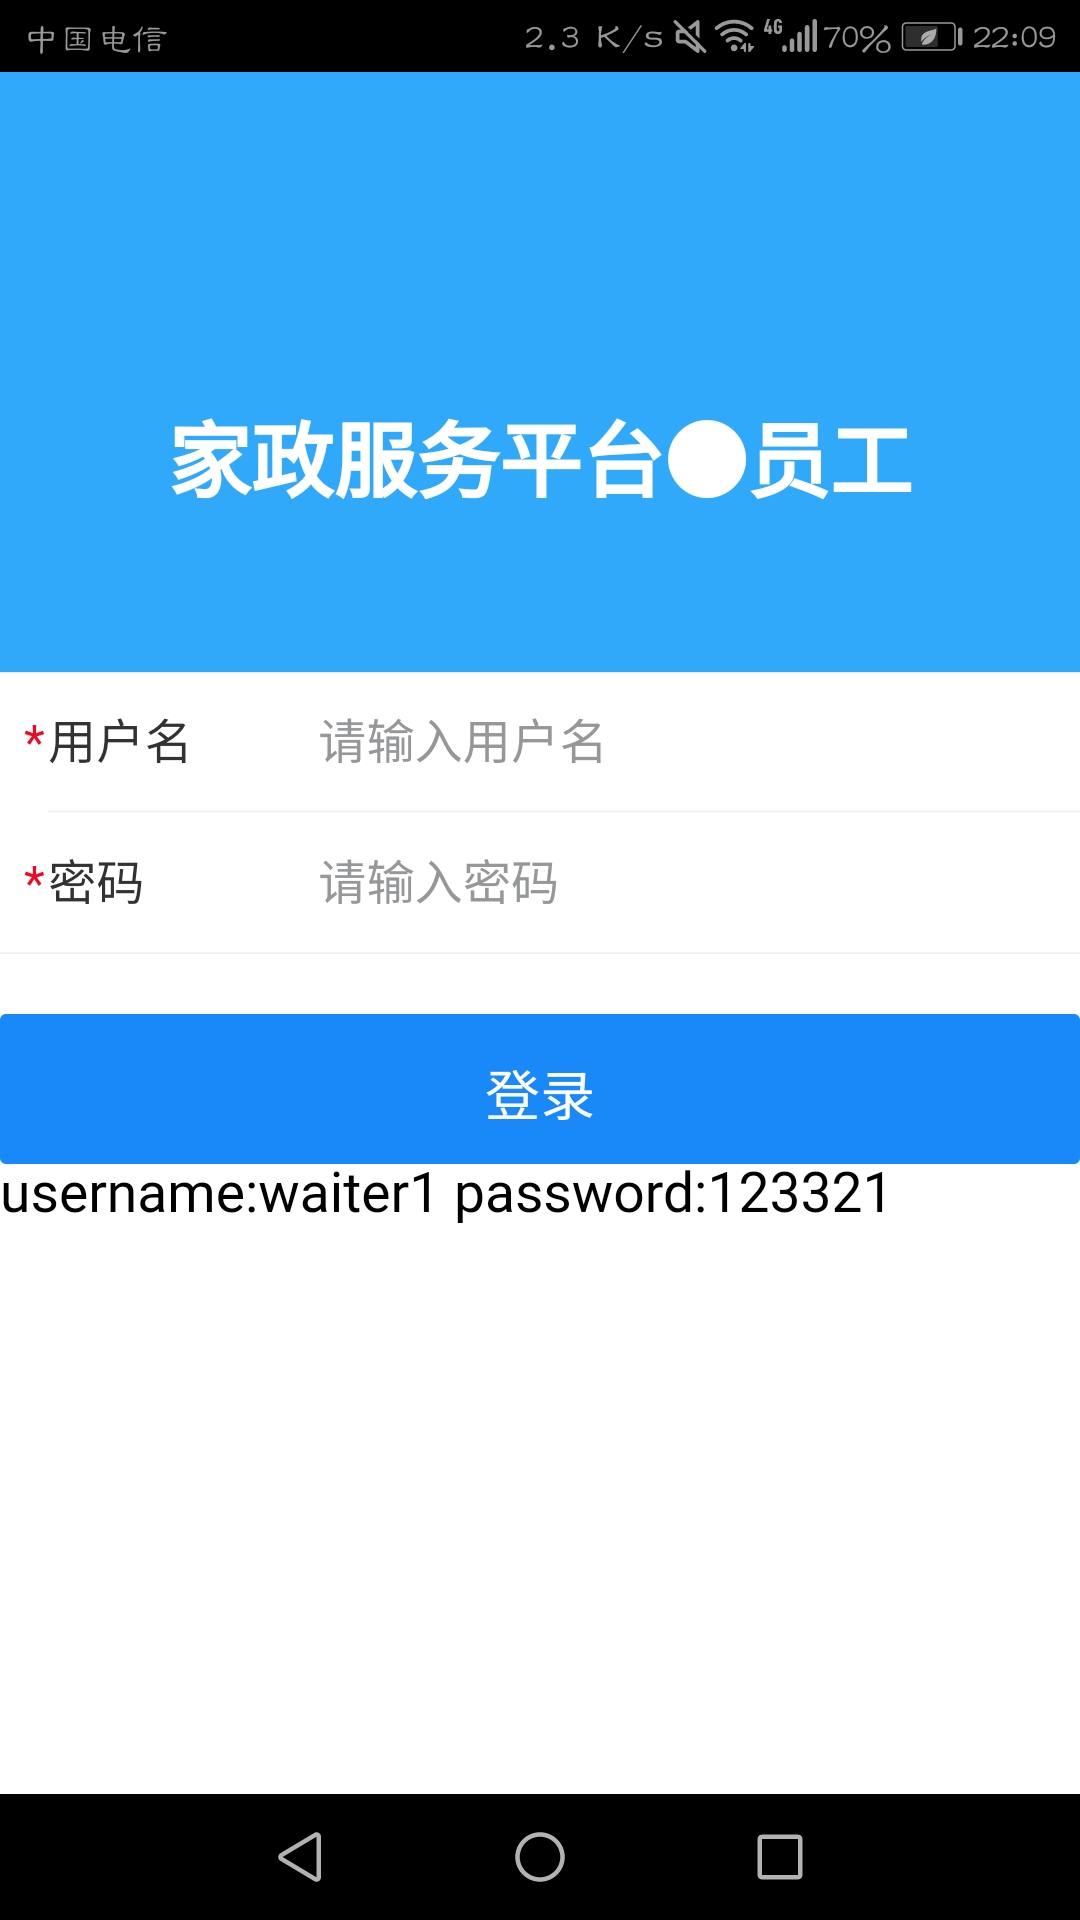 中国电信 2.3 K/s 4G 70% 22:09
家政服务平台●员工
*用户名 请输入用户名
*密码 请输入密码
登录
username:waiter1 password:123321